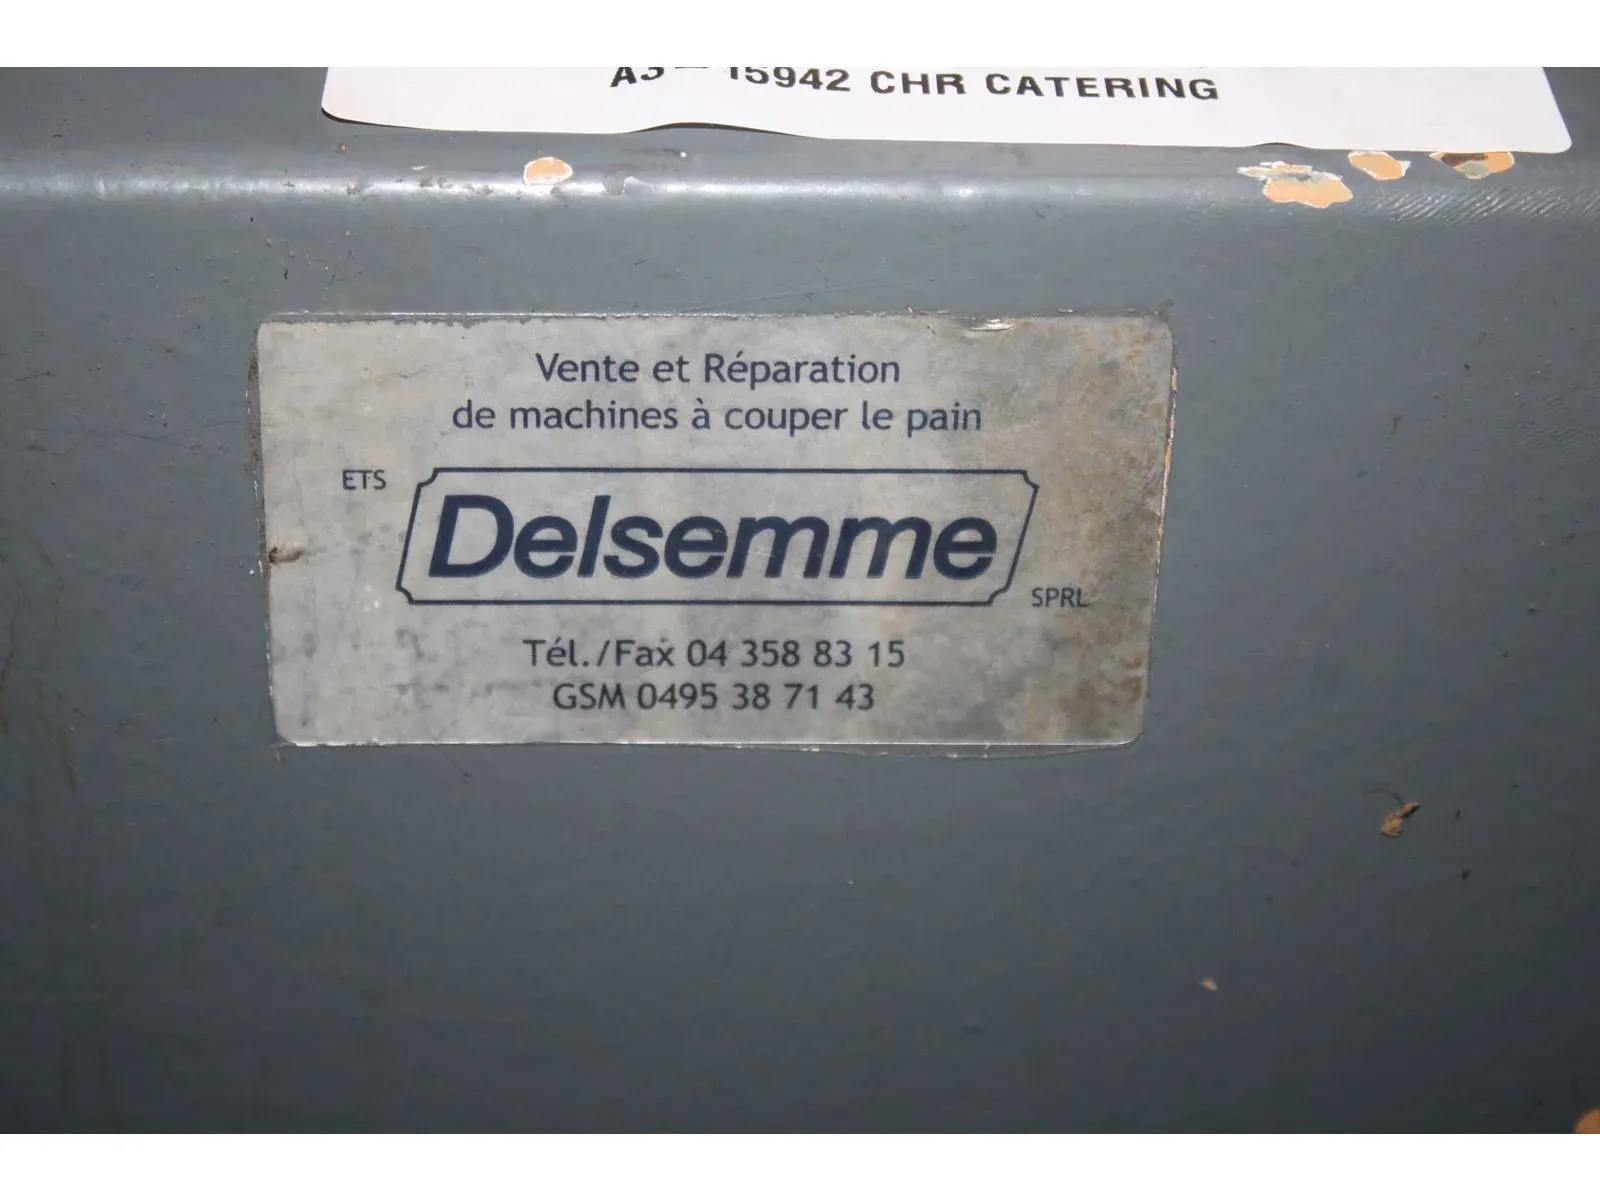 A3 - 15942 CHR CATERING
Vente et Réparation
de machines à couper le pain
ETS
Delsemme
SPRL
Tél./Fax 04 358 83 15
GSM 0495 38 71 43